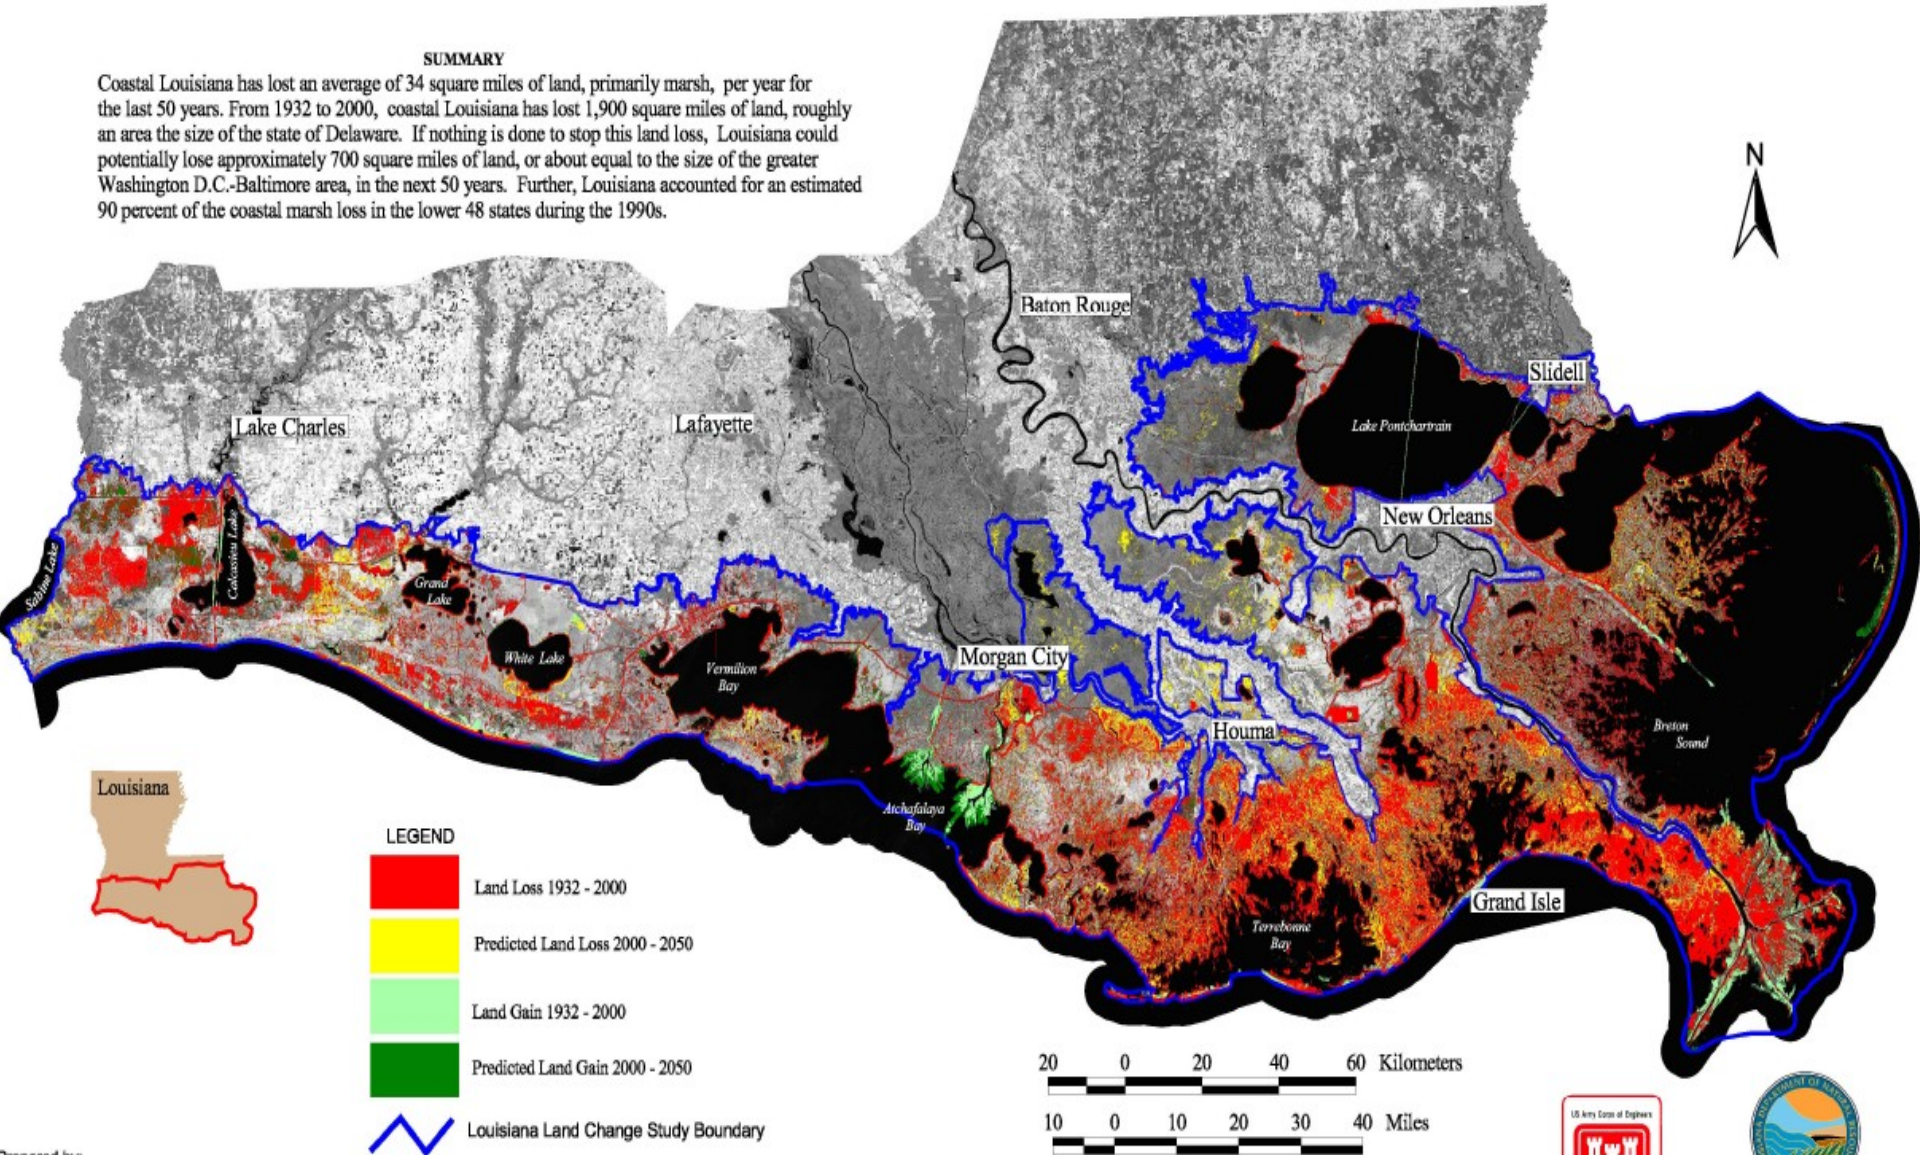 SUMMARY
Coastal Louisiana has lost an average of 34 square miles of land, primarily marsh, per year for
the last 50 years. From 1932 to 2000, coastal Louisiana has lost 1,900 square miles of land, roughly
an area the size of the state of Delaware. If nothing is done to stop this land loss, Louisiana could
potentially lose approximately 700 square miles of land, or about equal to the size of the greater
Washington D.C.-Baltimore area, in the next 50 years. Further, Louisiana accounted for an estimated
90 percent of the coastal marsh loss in the lower 48 states during the 1990s.
N
Baton Rouge
Slidell
Lake Charles
Lafayette
Lake Pontchartrain
New Orleans
Sabine Lake
Calcasieu Lake
Grand
Lake
White Lake
Vermilion
Bay
Morgan City
Houma
Breton
Sound
Atchafalaya
Bay
Grand Isle
Terrebonne
Bay
Louisiana
LEGEND
Land Loss 1932 - 2000
Predicted Land Loss 2000 - 2050
Land Gain 1932 - 2000
Predicted Land Gain 2000 - 2050
Louisiana Land Change Study Boundary
20 0 20 40 60 Kilometers
10 0 10 20 30 40 Miles
US Army Corps of Engineers
DEPARTMENT OF NATURAL